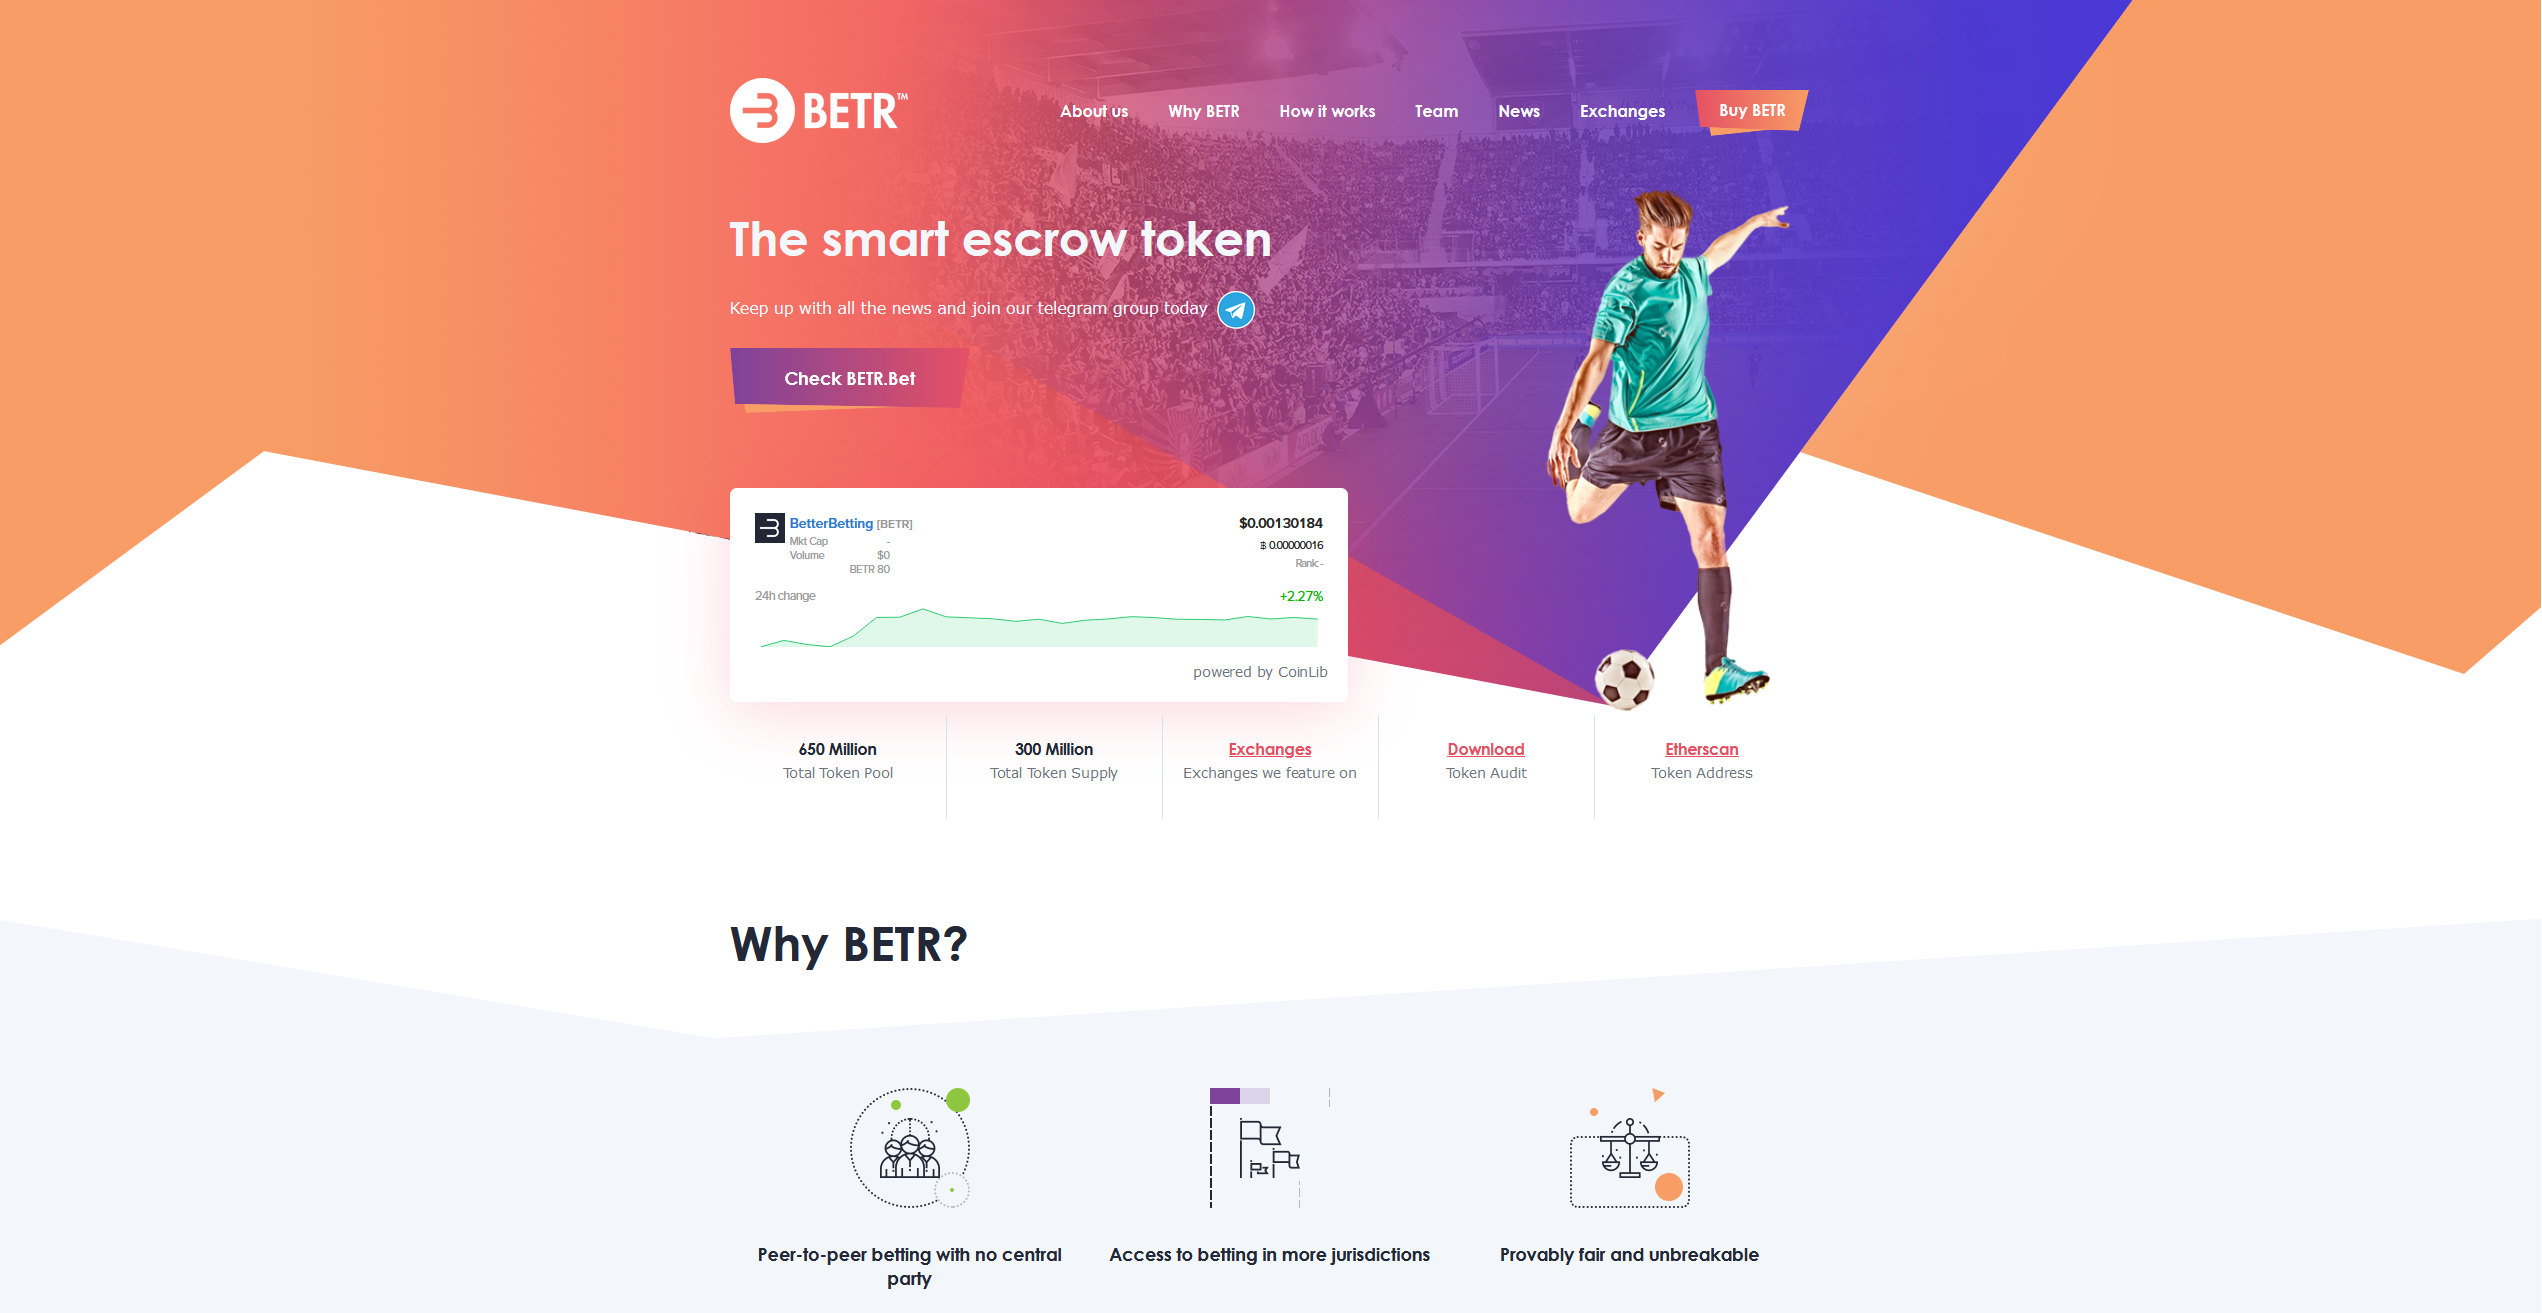 BETR™
About us
Why BETR
How it works
Team
News
Exchanges
Buy BETR
The smart escrow token
Keep up with all the news and join our telegram group today
Check BETR.Bet
BetterBetting [BETR]
$0.00130184
Mkt Cap -
฿ 0.00000016
Volume $0
Rank -
BETR 80
24h change
+2.27%
powered by CoinLib
650 Million
Total Token Pool
300 Million
Total Token Supply
Exchanges
Exchanges we feature on
Download
Token Audit
Etherscan
Token Address
Why BETR?
Peer-to-peer betting with no central
party
Access to betting in more jurisdictions
Provably fair and unbreakable